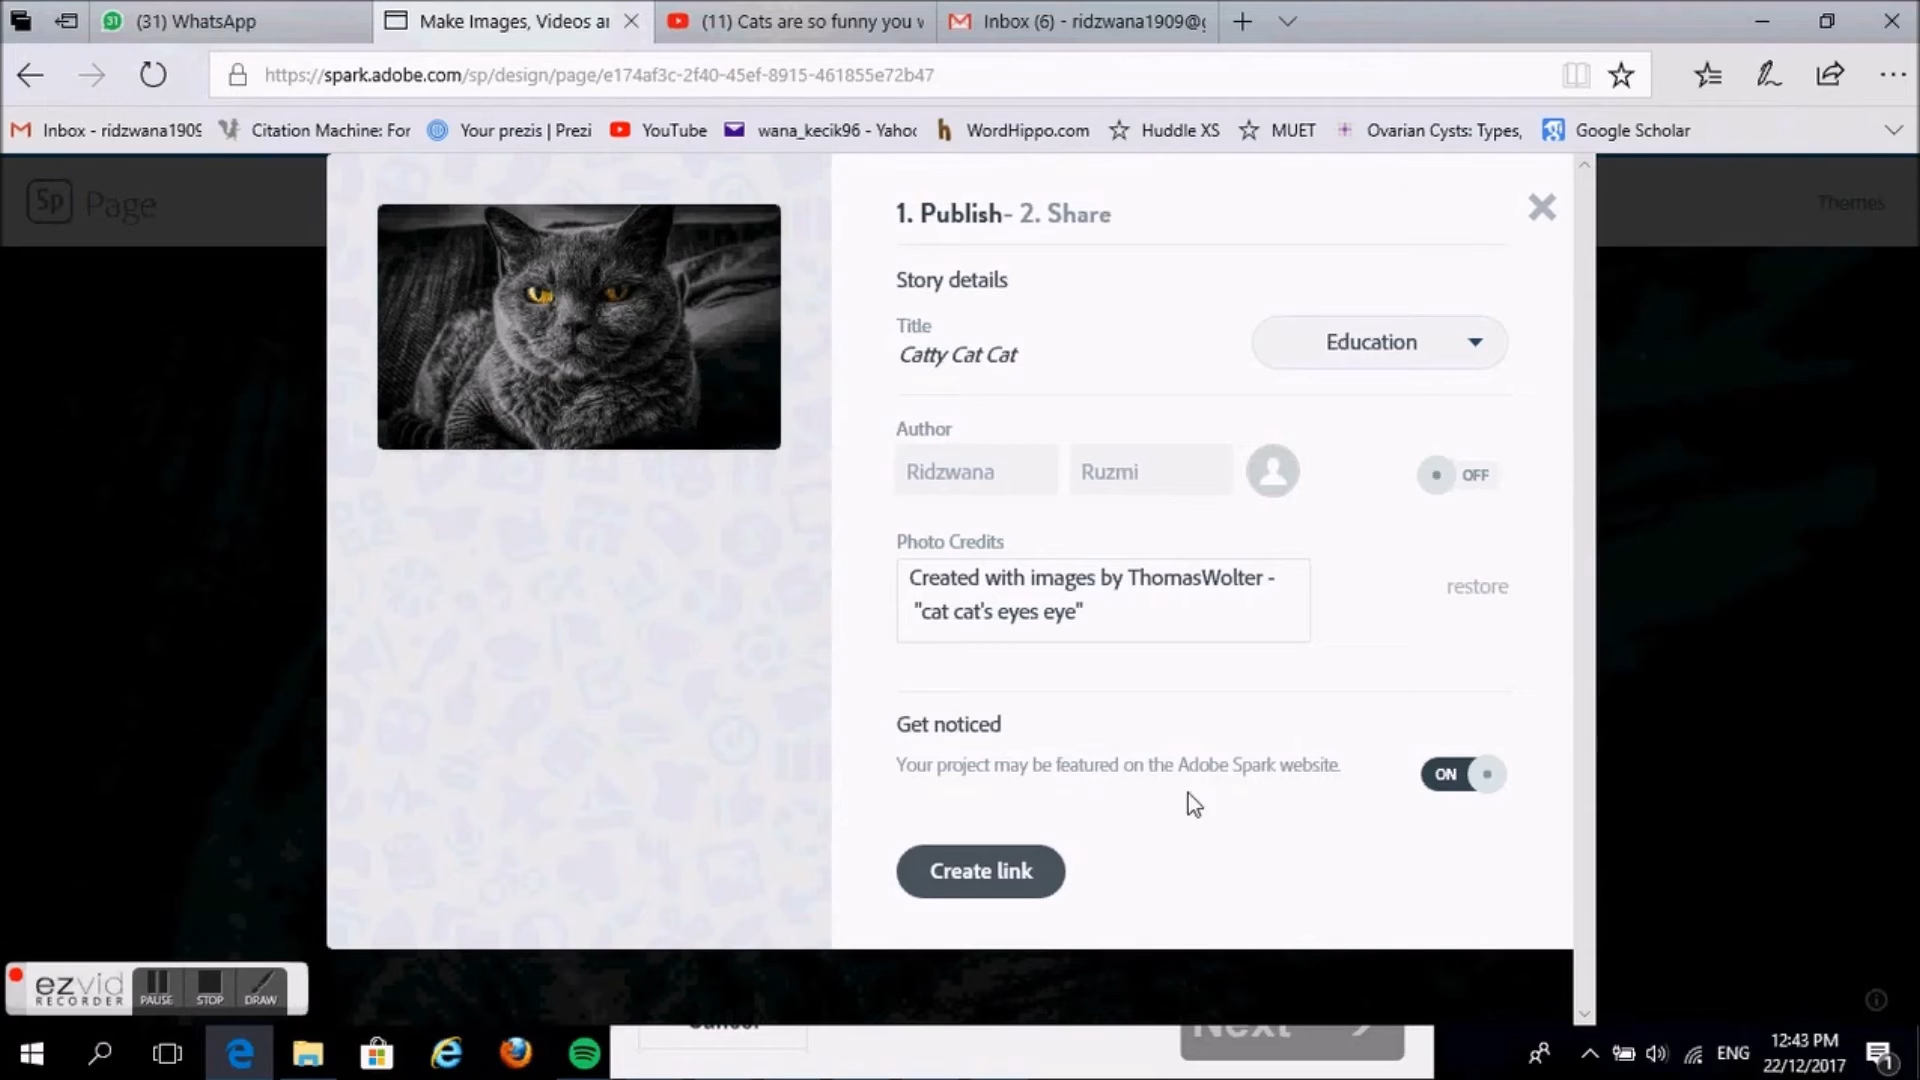 (31) WhatsApp
Make Images, Videos ar
(11) Cats are so funny you v
Inbox (6) - ridzwana1909@g
https://spark.adobe.com/sp/design/page/e174af3c-2f40-45ef-8915-461855e72b47
Inbox - ridzwana1909
Citation Machine: For
Your prezis | Prezi
YouTube
wana_kecik96 - Yahoo
WordHippo.com
Huddle XS
MUET
Ovarian Cysts: Types,
Google Scholar
Sp Page
Themes
1. Publish- 2. Share
Story details
Title
Catty Cat Cat
Education
Author
Ridzwana
Ruzmi
OFF
Photo Credits
Created with images by ThomasWolter -
"cat cat's eyes eye"
restore
Get noticed
Your project may be featured on the Adobe Spark website.
ON
Create link
ezvid
RECORDER
PAUSE
STOP
DRAW
Cancel
Next
ENG
12:43 PM
22/12/2017
1